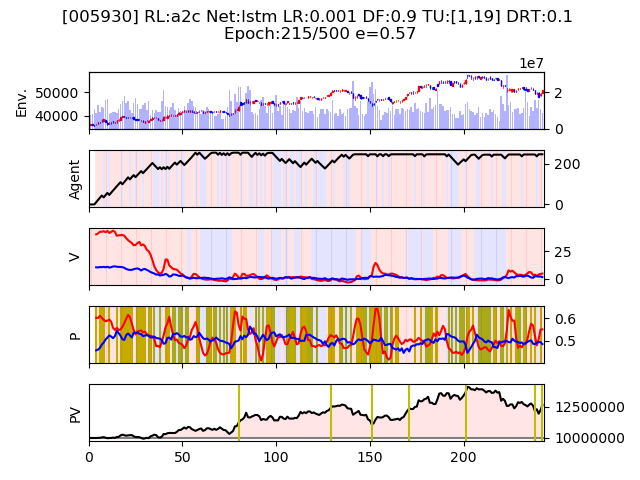 [005930] RL:a2c Net:lstm LR:0.001 DF:0.9 TU:[1,19] DRT:0.1
Epoch:215/500 e=0.57
1e7
Env.
50000
40000
2
0
Agent
200
0
V
25
0
P
0.6
0.5
PV
12500000
10000000
0 50 100 150 200